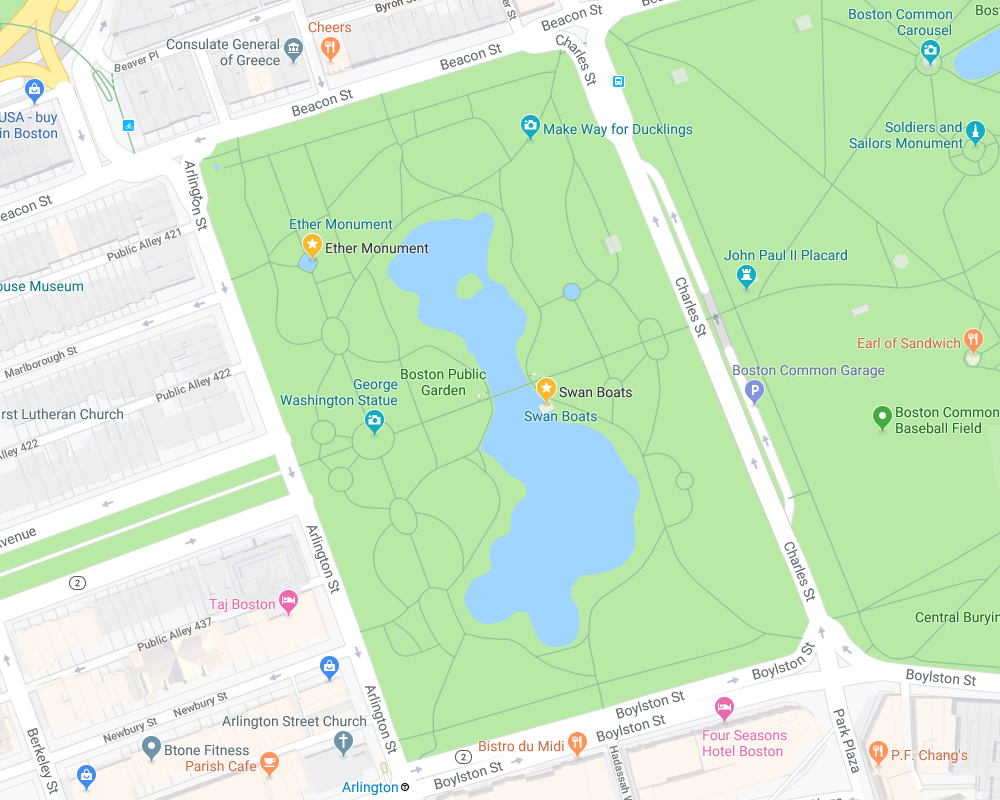 Byron St
Cheers
Beacon St
Boston Common
Carousel
Consulate General
of Greece
Beaver Pl
Beacon St
Charles St
USA - buy
in Boston
Beacon St
Make Way for Ducklings
Soldiers and
Sailors Monument
Arlington St
Beacon St
Ether Monument
Ether Monument
Public Alley 421
John Paul II Placard
Charles St
Marlborough St
Earl of Sandwich
Boston Public
Garden
Boston Common Garage
P
Public Alley 422
George
Washington Statue
Swan Boats
Swan Boats
rst Lutheran Church
Boston Common
Baseball Field
Alley 422
Arlington St
Charles St
2
Taj Boston
Central Buryin
Public Alley 437
Boylston St
Boylston St
Boylston St
Boylston St
Newbury St
Newbury St
Arlington St
Arlington Street Church
Four Seasons
Hotel Boston
Park Plaza
Berkeley St
Btone Fitness
Parish Cafe
Bistro du Midi
2
P.F. Chang's
Boylston St
Arlington